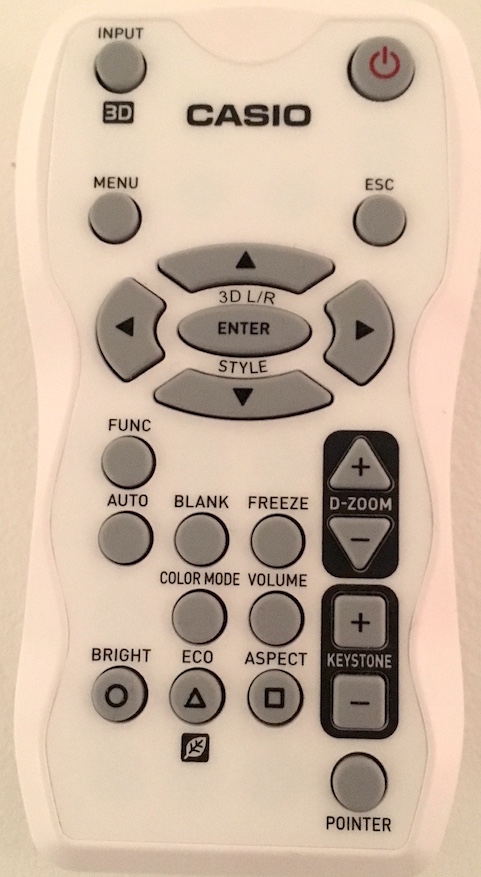 INPUT
3D
CASIO
MENU
ESC
3D L/R
ENTER
STYLE
FUNC
AUTO
BLANK
FREEZE
+
D-ZOOM
−
COLOR MODE
VOLUME
+
KEYSTONE
−
BRIGHT
ECO
ASPECT
POINTER